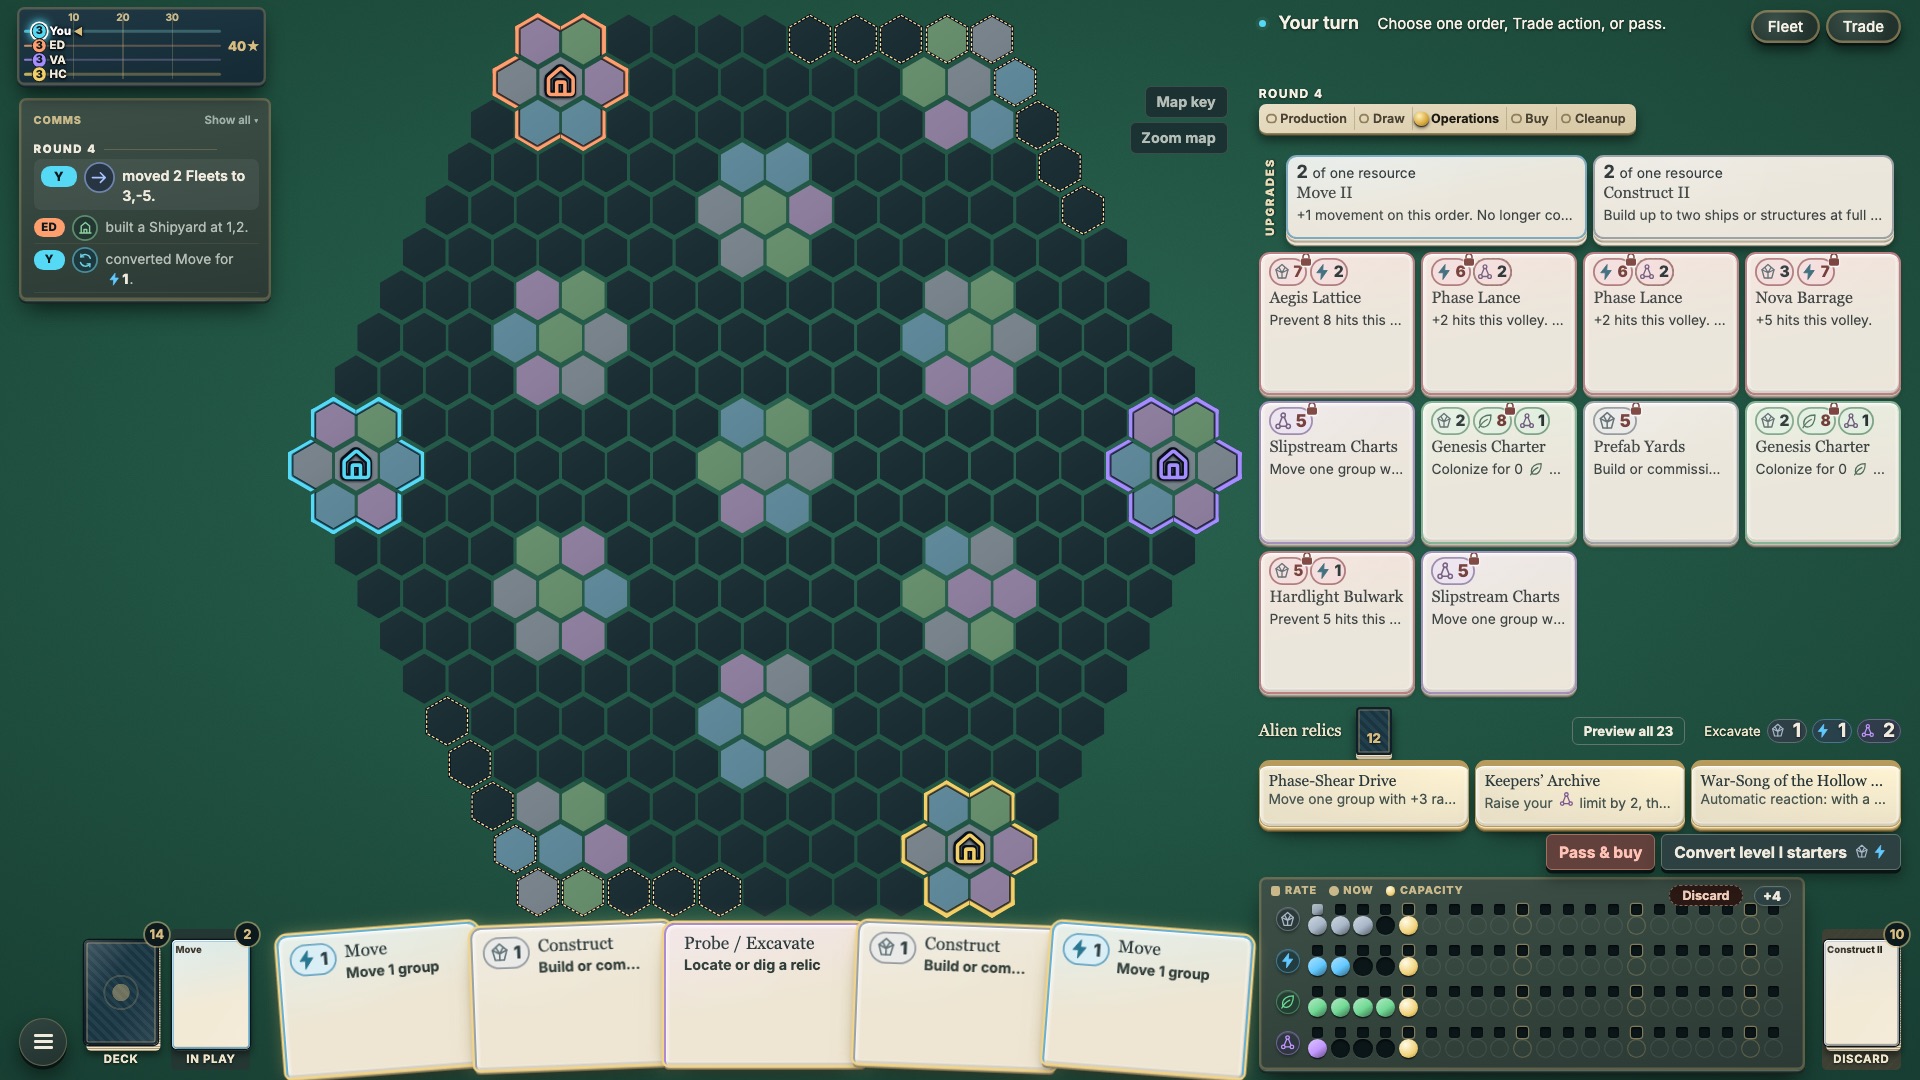 10 20 30
3 You
3 ED
3 VA
3 HC
40★
COMMS
Show all
ROUND 4
Y moved 2 Fleets to 3,-5.
ED built a Shipyard at 1,2.
Y converted Move for 1.
Map key
Zoom map
Your turn Choose one order, Trade action, or pass.
Fleet
Trade
ROUND 4
Production Draw Operations Buy Cleanup
UPGRADES
2 of one resource
Move II
+1 movement on this order. No longer co...
2 of one resource
Construct II
Build up to two ships or structures at full ...
7 2
Aegis Lattice
Prevent 8 hits this ...
6 2
Phase Lance
+2 hits this volley. ...
6 2
Phase Lance
+2 hits this volley. ...
3 7
Nova Barrage
+5 hits this volley.
5
Slipstream Charts
Move one group w...
2 8 1
Genesis Charter
Colonize for 0 ...
5
Prefab Yards
Build or commissi...
2 8 1
Genesis Charter
Colonize for 0 ...
5 1
Hardlight Bulwark
Prevent 5 hits this ...
5
Slipstream Charts
Move one group w...
Alien relics
12
Preview all 23
Excavate 1 1 2
Phase-Shear Drive
Move one group with +3 ra...
Keepers' Archive
Raise your limit by 2, th...
War-Song of the Hollow ...
Automatic reaction: with a ...
Pass & buy
Convert level I starters
RATE NOW CAPACITY
Discard +4
14
DECK
2
Move
IN PLAY
1 Move
Move 1 group
1 Construct
Build or com...
Probe / Excavate
Locate or dig a relic
1 Construct
Build or com...
1 Move
Move 1 group
10
Construct II
DISCARD